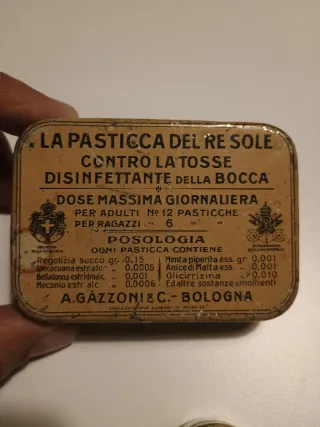 LA PASTICCA DEL RE SOLE
CONTRO LA TOSSE
DISINFETTANTE DELLA BOCCA
DOSE MASSIMA GIORNALIERA
PER ADULTI No 12 PASTICCHE
PER RAGAZZI " 6 "
POSOLOGIA
OGNI PASTICCA CONTIENE
Regolizia succo gr. 0.15 Menta piperita ess. gr. 0.001
Ipecacuana estratc " 0,0005 Anice di Malta ess. " 0.001
Belladonna estr. " 0.001 Glicirrizina " 0,010
Meconio estr. alc. " 0,0006 Ed altre sostanze emollienti
A. GAZZONI & C. - BOLOGNA